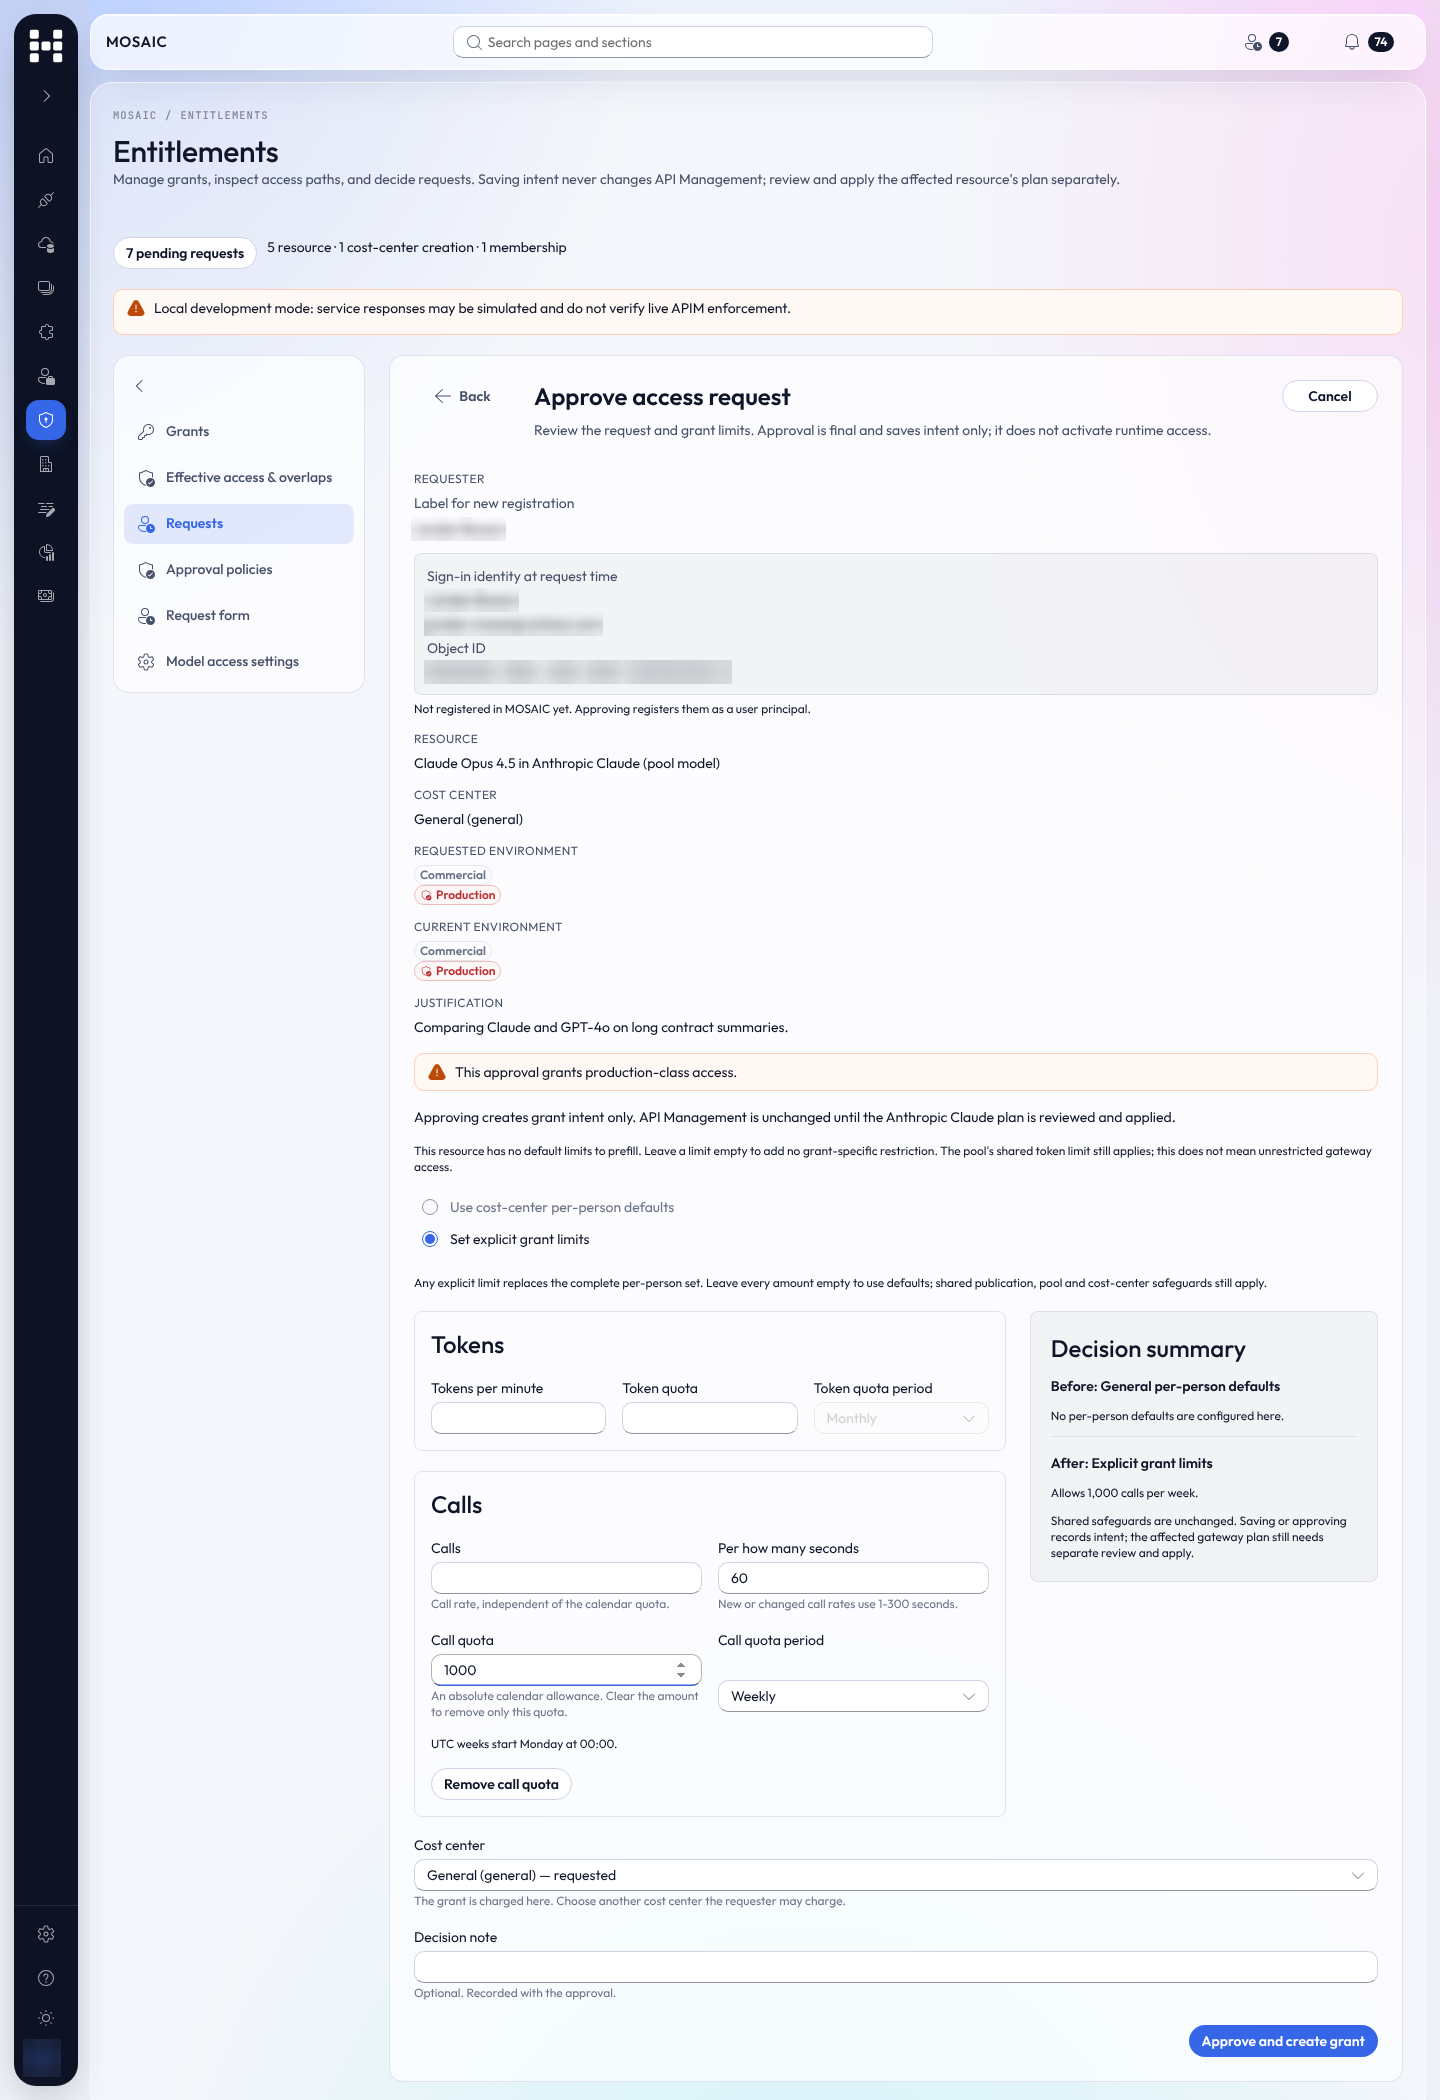 MOSAIC
Search pages and sections
7
74
MOSAIC / ENTITLEMENTS
Entitlements
Manage grants, inspect access paths, and decide requests. Saving intent never changes API Management; review and apply the affected resource's plan separately.
7 pending requests
5 resource · 1 cost-center creation · 1 membership
Local development mode: service responses may be simulated and do not verify live APIM enforcement.
Grants
Effective access & overlaps
Requests
Approval policies
Request form
Model access settings
Back
Approve access request
Cancel
Review the request and grant limits. Approval is final and saves intent only; it does not activate runtime access.
REQUESTER
Label for new registration
Sign-in identity at request time
Object ID
Not registered in MOSAIC yet. Approving registers them as a user principal.
RESOURCE
Claude Opus 4.5 in Anthropic Claude (pool model)
COST CENTER
General (general)
REQUESTED ENVIRONMENT
Commercial
Production
CURRENT ENVIRONMENT
Commercial
Production
JUSTIFICATION
Comparing Claude and GPT-4o on long contract summaries.
This approval grants production-class access.
Approving creates grant intent only. API Management is unchanged until the Anthropic Claude plan is reviewed and applied.
This resource has no default limits to prefill. Leave a limit empty to add no grant-specific restriction. The pool's shared token limit still applies; this does not mean unrestricted gateway
access.
Use cost-center per-person defaults
Set explicit grant limits
Any explicit limit replaces the complete per-person set. Leave every amount empty to use defaults; shared publication, pool and cost-center safeguards still apply.
Tokens
Tokens per minute
Token quota
Token quota period
Monthly
Calls
Calls
Per how many seconds
60
Call rate, independent of the calendar quota.
New or changed call rates use 1-300 seconds.
Call quota
Call quota period
1000
Weekly
An absolute calendar allowance. Clear the amount
to remove only this quota.
UTC weeks start Monday at 00:00.
Remove call quota
Decision summary
Before: General per-person defaults
No per-person defaults are configured here.
After: Explicit grant limits
Allows 1,000 calls per week.
Shared safeguards are unchanged. Saving or approving
records intent; the affected gateway plan still needs
separate review and apply.
Cost center
General (general) — requested
The grant is charged here. Choose another cost center the requester may charge.
Decision note
Optional. Recorded with the approval.
Approve and create grant